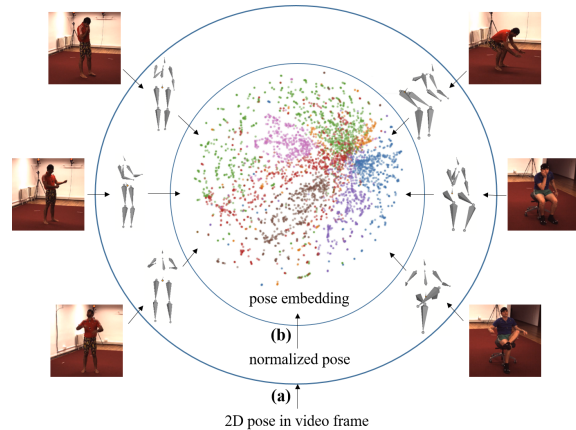 pose embedding
(b)
normalized pose
(a)
2D pose in video frame